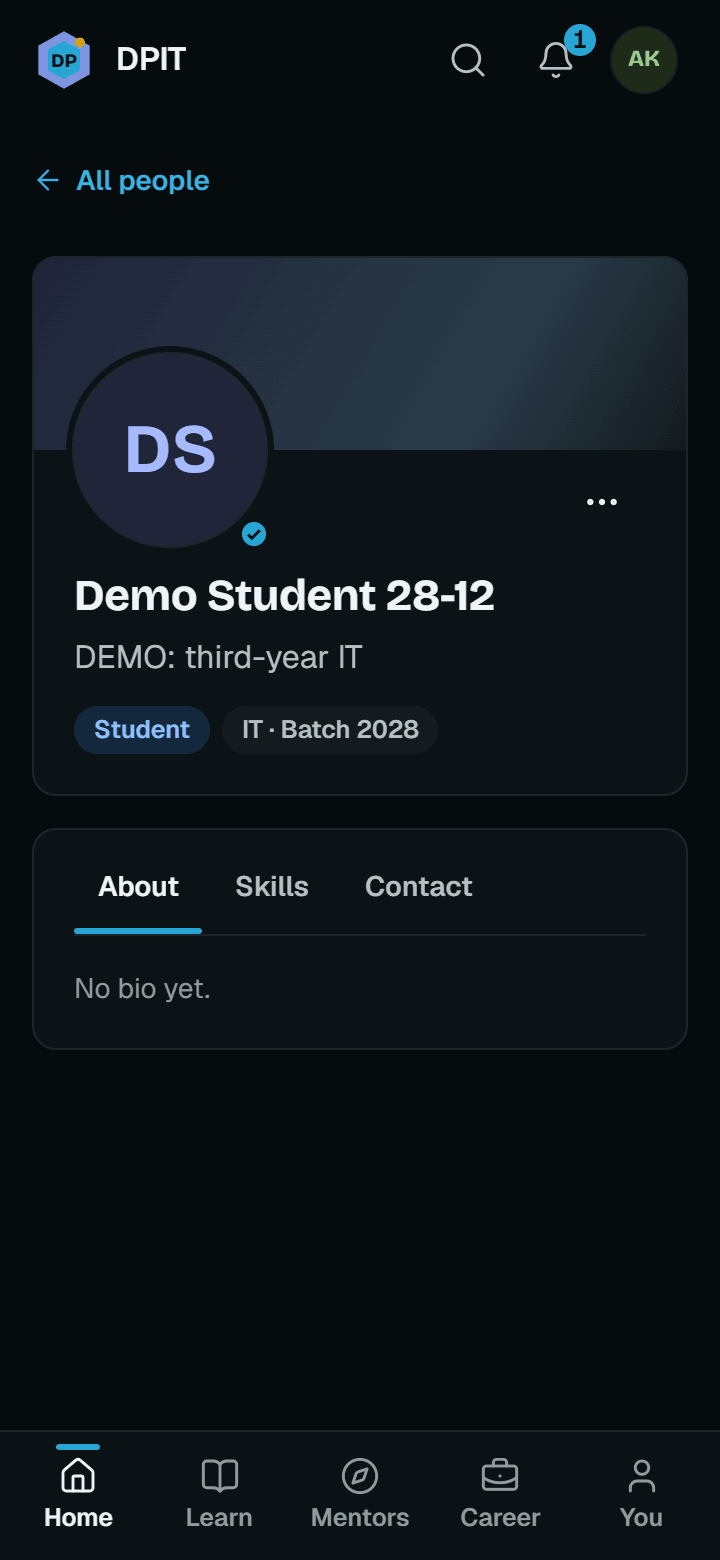 DP
DPIT
1
AK
All people
DS
Demo Student 28-12
DEMO: third-year IT
Student
IT · Batch 2028
About
Skills
Contact
No bio yet.
Home
Learn
Mentors
Career
You